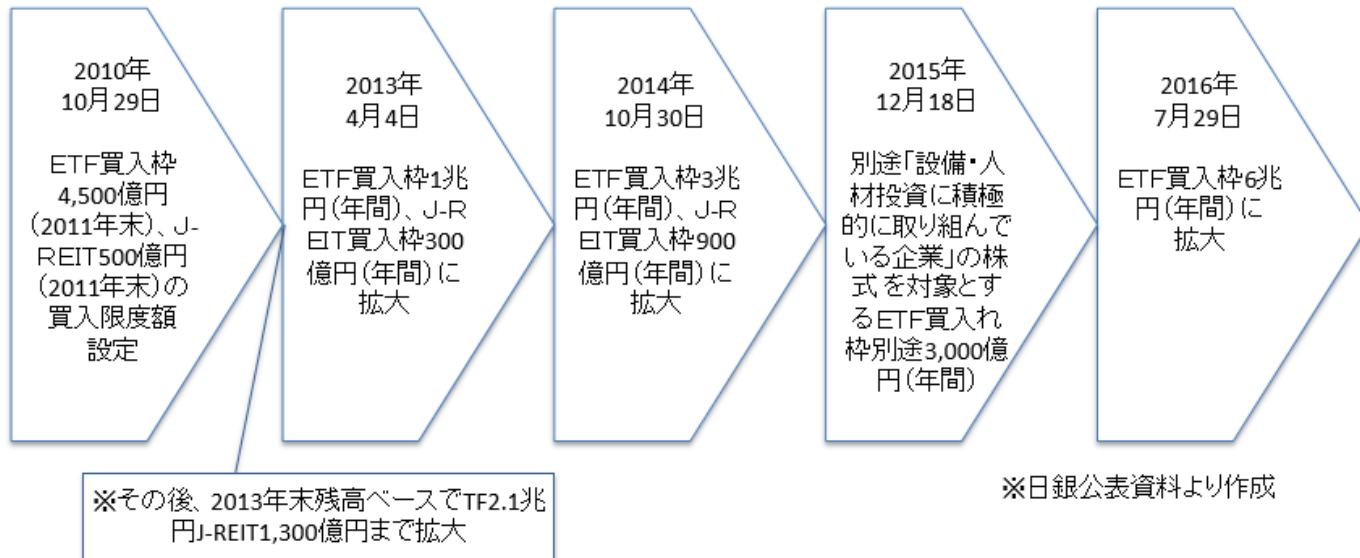 2010年
10月29日
ETF買入枠
4,500億円
(2011年末)、J-
REIT500億円
(2011年末)の
買入限度額
設定
2013年
4月4日
ETF買入枠1兆
円(年間)、J-R
EIT買入枠300
億円(年間)に
拡大
2014年
10月30日
ETF買入枠3兆
円(年間)、J-R
EIT買入枠900
億円(年間)に
拡大
2015年
12月18日
別途「設備・人
材投資に積極
的に取り組んで
いる企業」の株
式を対象とす
るETF買入れ
枠別途3,000億
円(年間)
2016年
7月29日
ETF買入枠6兆
円(年間)に
拡大
※その後、2013年末残高ベースでTF2.1兆
円J-REIT1,300億円まで拡大
※日銀公表資料より作成